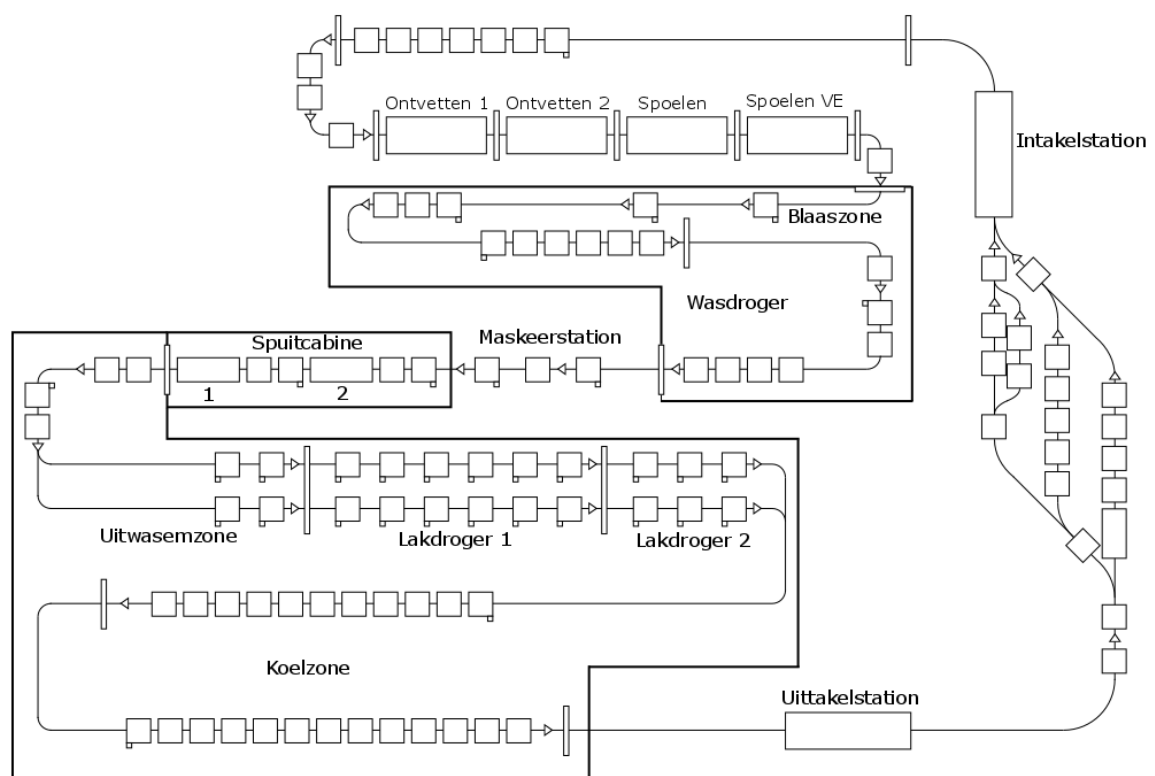 Ontvetten 1
Ontvetten 2
Spoelen
Spoelen VE
Intakelstation
Blaaszone
Wasdroger
Maskeerstation
Spuitcabine
1
2
Uitwasemzone
Lakdroger 1
Lakdroger 2
Koelzone
Uittakelstation